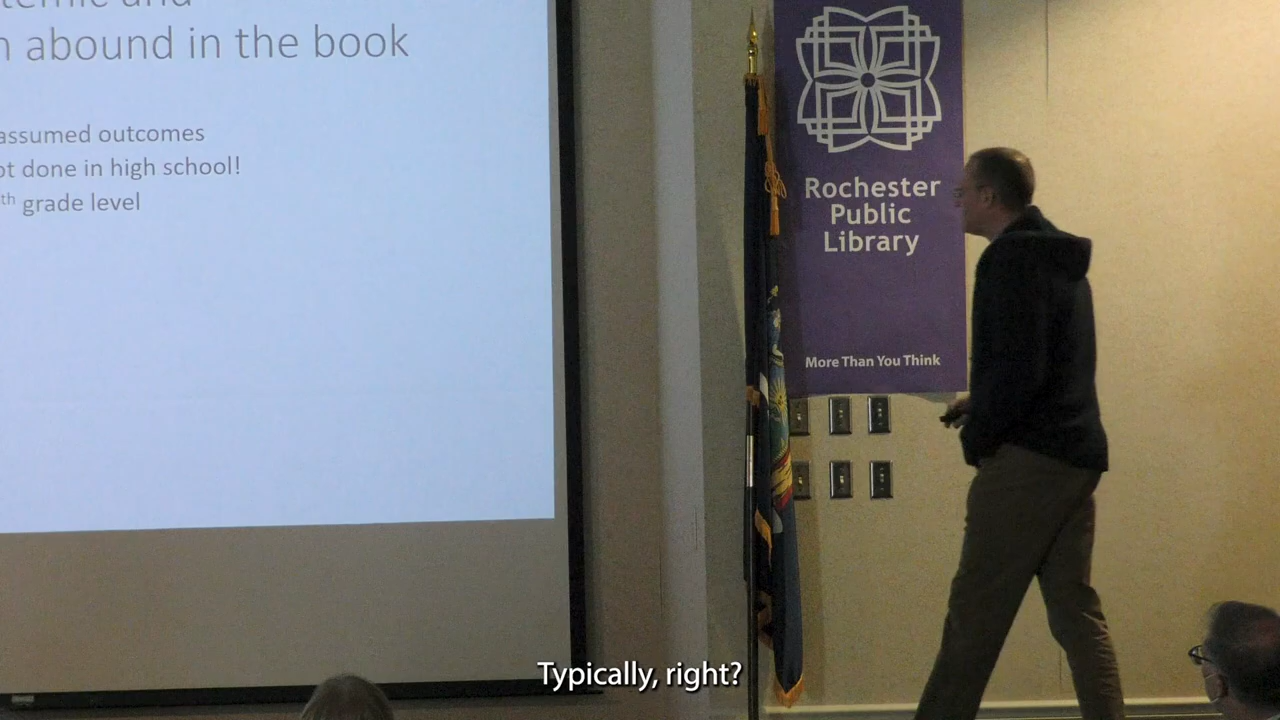 and
abound in the book
assumed outcomes
done in high school!
th grade level
Rochester
Public
Library
More Than You Think
Typically, right?